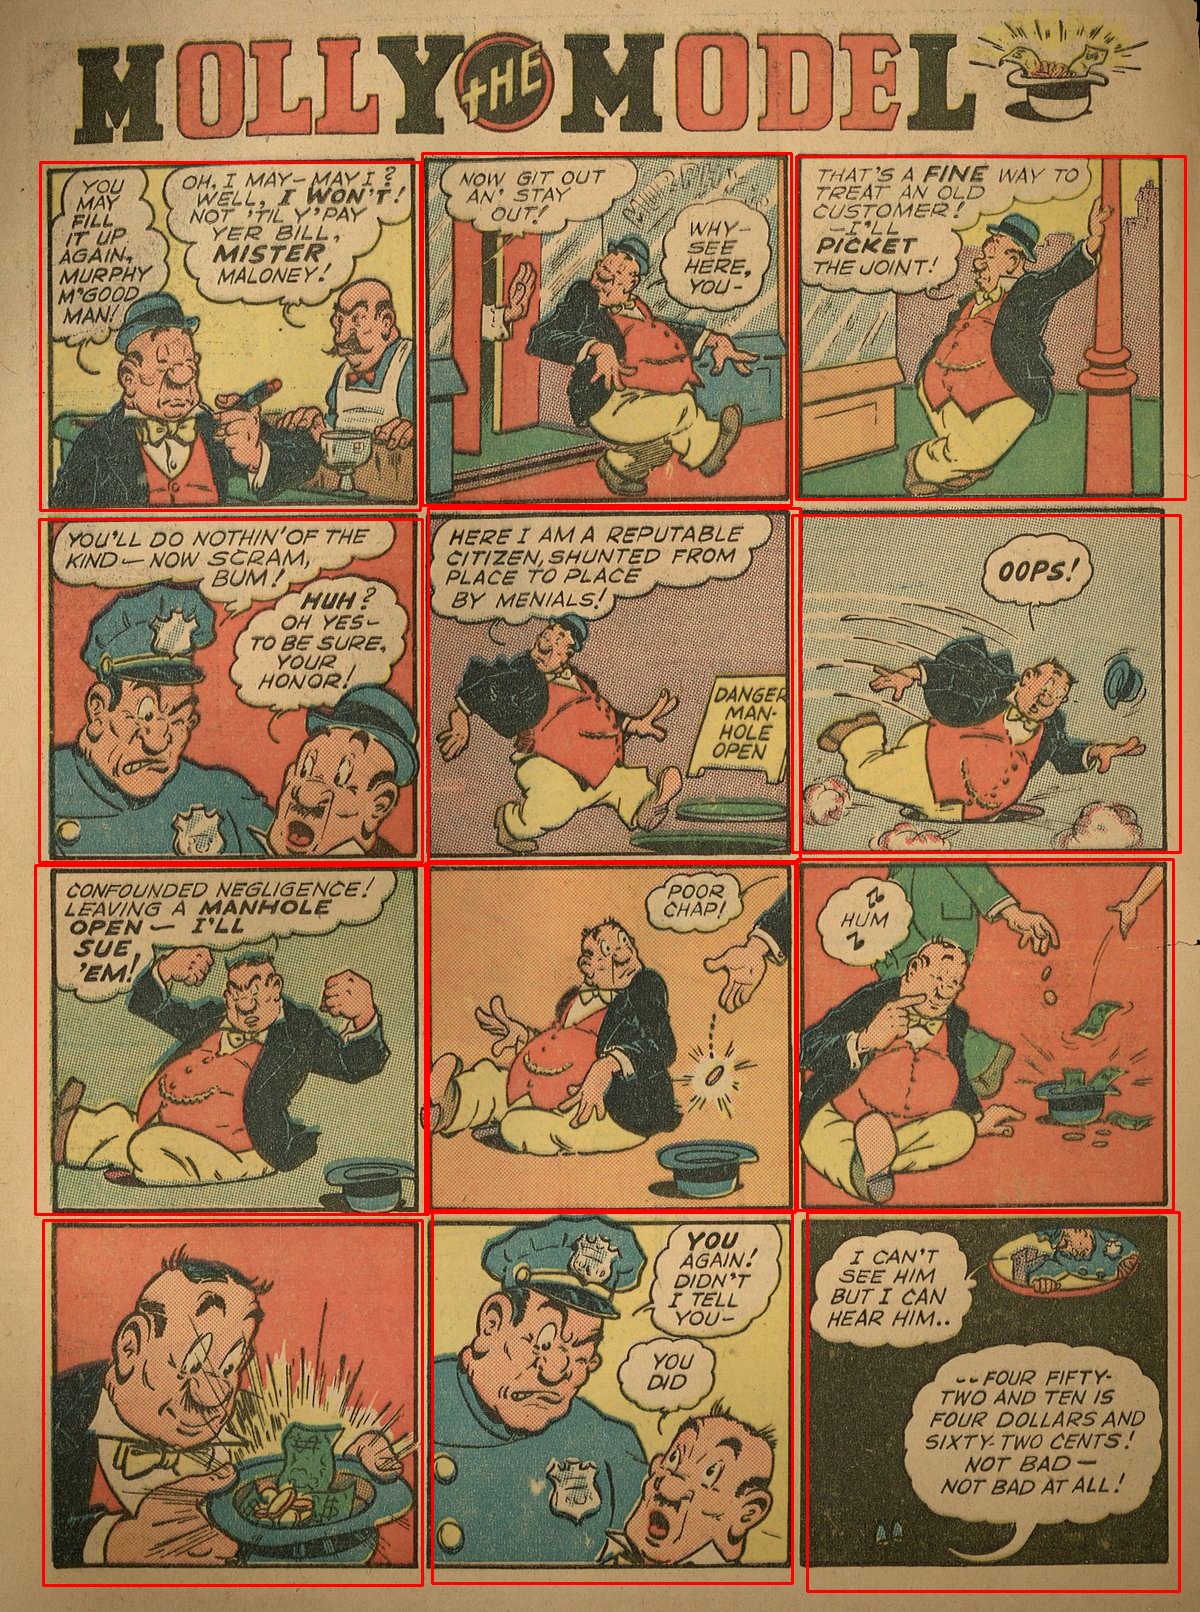 MOLLY THE MODEL
YOU
MAY
FILL
IT UP
AGAIN,
MURPHY
M'GOOD
MAN!
OH, I MAY— MAY I?
WELL, I WON'T!
NOT 'TIL Y'PAY
YER BILL,
MISTER
MALONEY!
NOW GIT OUT
AN' STAY
OUT!
WHY—
SEE
HERE,
YOU—
THAT'S A FINE WAY TO
TREAT AN OLD
CUSTOMER!
—I'LL
PICKET
THE JOINT!
YOU'LL DO NOTHIN' OF THE
KIND— NOW SCRAM,
BUM!
HUH?
OH YES—
TO BE SURE,
YOUR
HONOR!
HERE I AM A REPUTABLE
CITIZEN, SHUNTED FROM
PLACE TO PLACE
BY MENIALS!
DANGER
MAN-
HOLE
OPEN
OOPS!
CONFOUNDED NEGLIGENCE!
LEAVING A MANHOLE
OPEN— I'LL
SUE
'EM!
POOR
CHAP!
HUM
YOU
AGAIN!
DIDN'T
I TELL
YOU—
YOU
DID
I CAN'T
SEE HIM
BUT I CAN
HEAR HIM..
--FOUR FIFTY-
TWO AND TEN IS
FOUR DOLLARS AND
SIXTY-TWO CENTS!
NOT BAD—
NOT BAD AT ALL!